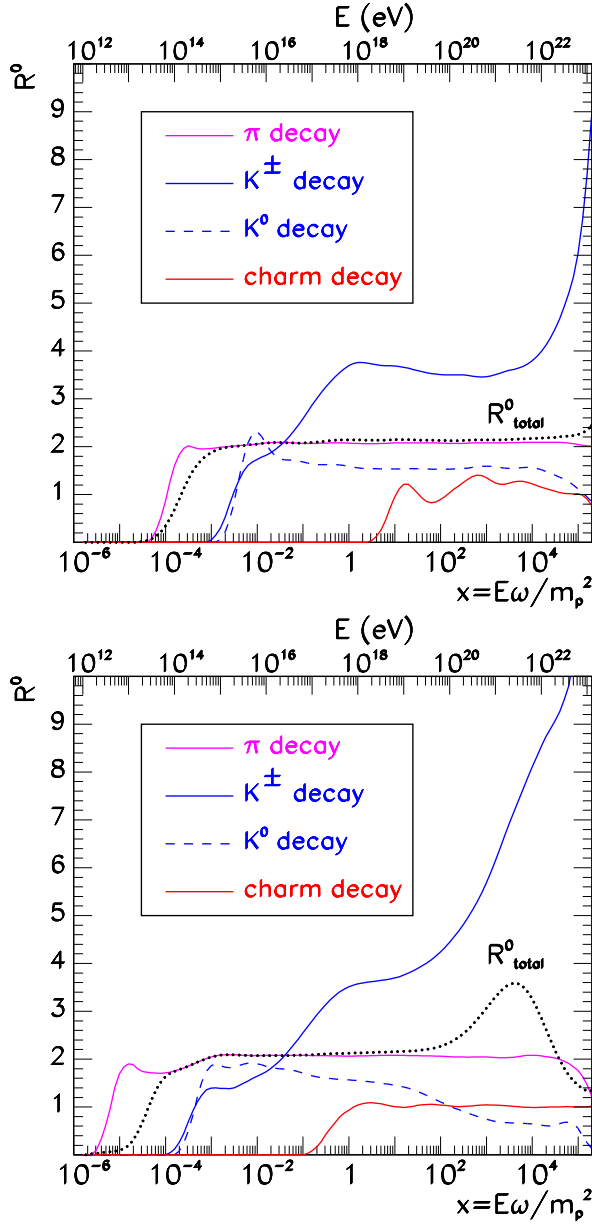 E (eV)
10^12 10^14 10^16 10^18 10^20 10^22
R^0
9
8
7
6
5
4
3
2
1
π decay
K^± decay
K^0 decay
charm decay
R^0_total
10^-6 10^-4 10^-2 1 10^2 10^4
x=Eω/m_p^2
E (eV)
10^12 10^14 10^16 10^18 10^20 10^22
R^0
9
8
7
6
5
4
3
2
1
π decay
K^± decay
K^0 decay
charm decay
R^0_total
10^-6 10^-4 10^-2 1 10^2 10^4
x=Eω/m_p^2